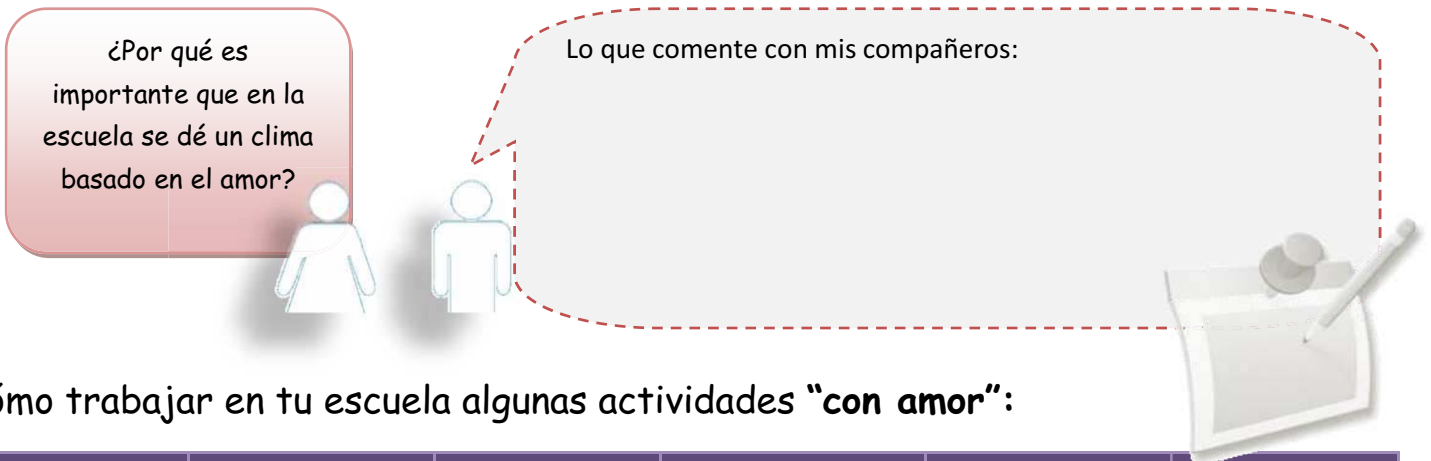 ¿Por qué es
importante que en la
escuela se dé un clima
basado en el amor?
Lo que comente con mis compañeros:
mo trabajar en tu escuela algunas actividades “con amor”: